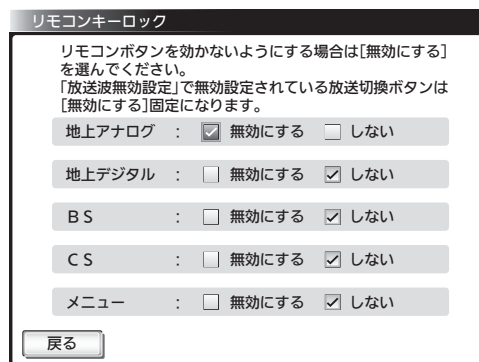 リモコンキーロック
リモコンボタンを効かないようにする場合は[無効にする]
を選んでください。
「放送波無効設定」で無効設定されている放送切換ボタンは
[無効にする]固定になります。
地上アナログ : 無効にする しない
地上デジタル : 無効にする しない
BS : 無効にする しない
CS : 無効にする しない
メニュー : 無効にする しない
戻る